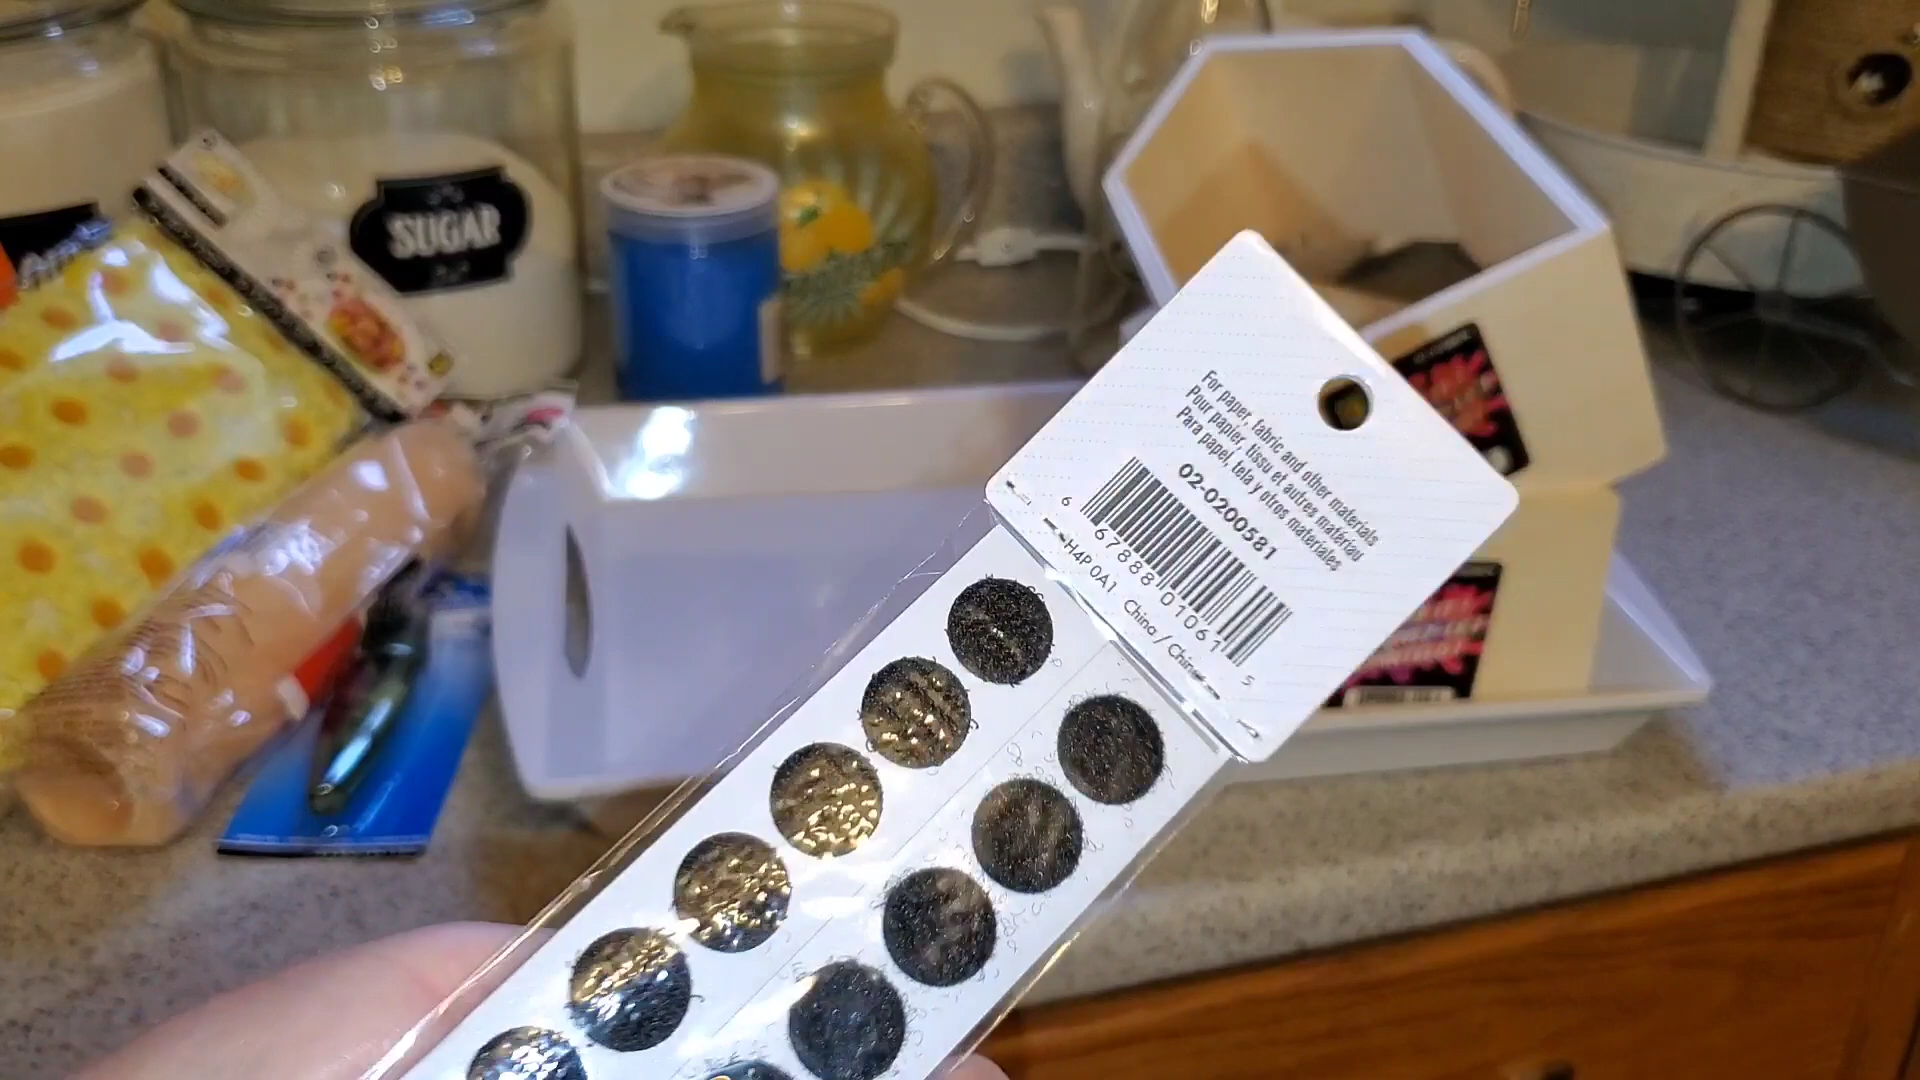 SUGAR
For paper, fabric and other materials
Pour papier, tissu et autres matériau
Para papel, tela y otros materiales
02-0200581
6 67888 01061 5
H4P 0A1 China / Chine